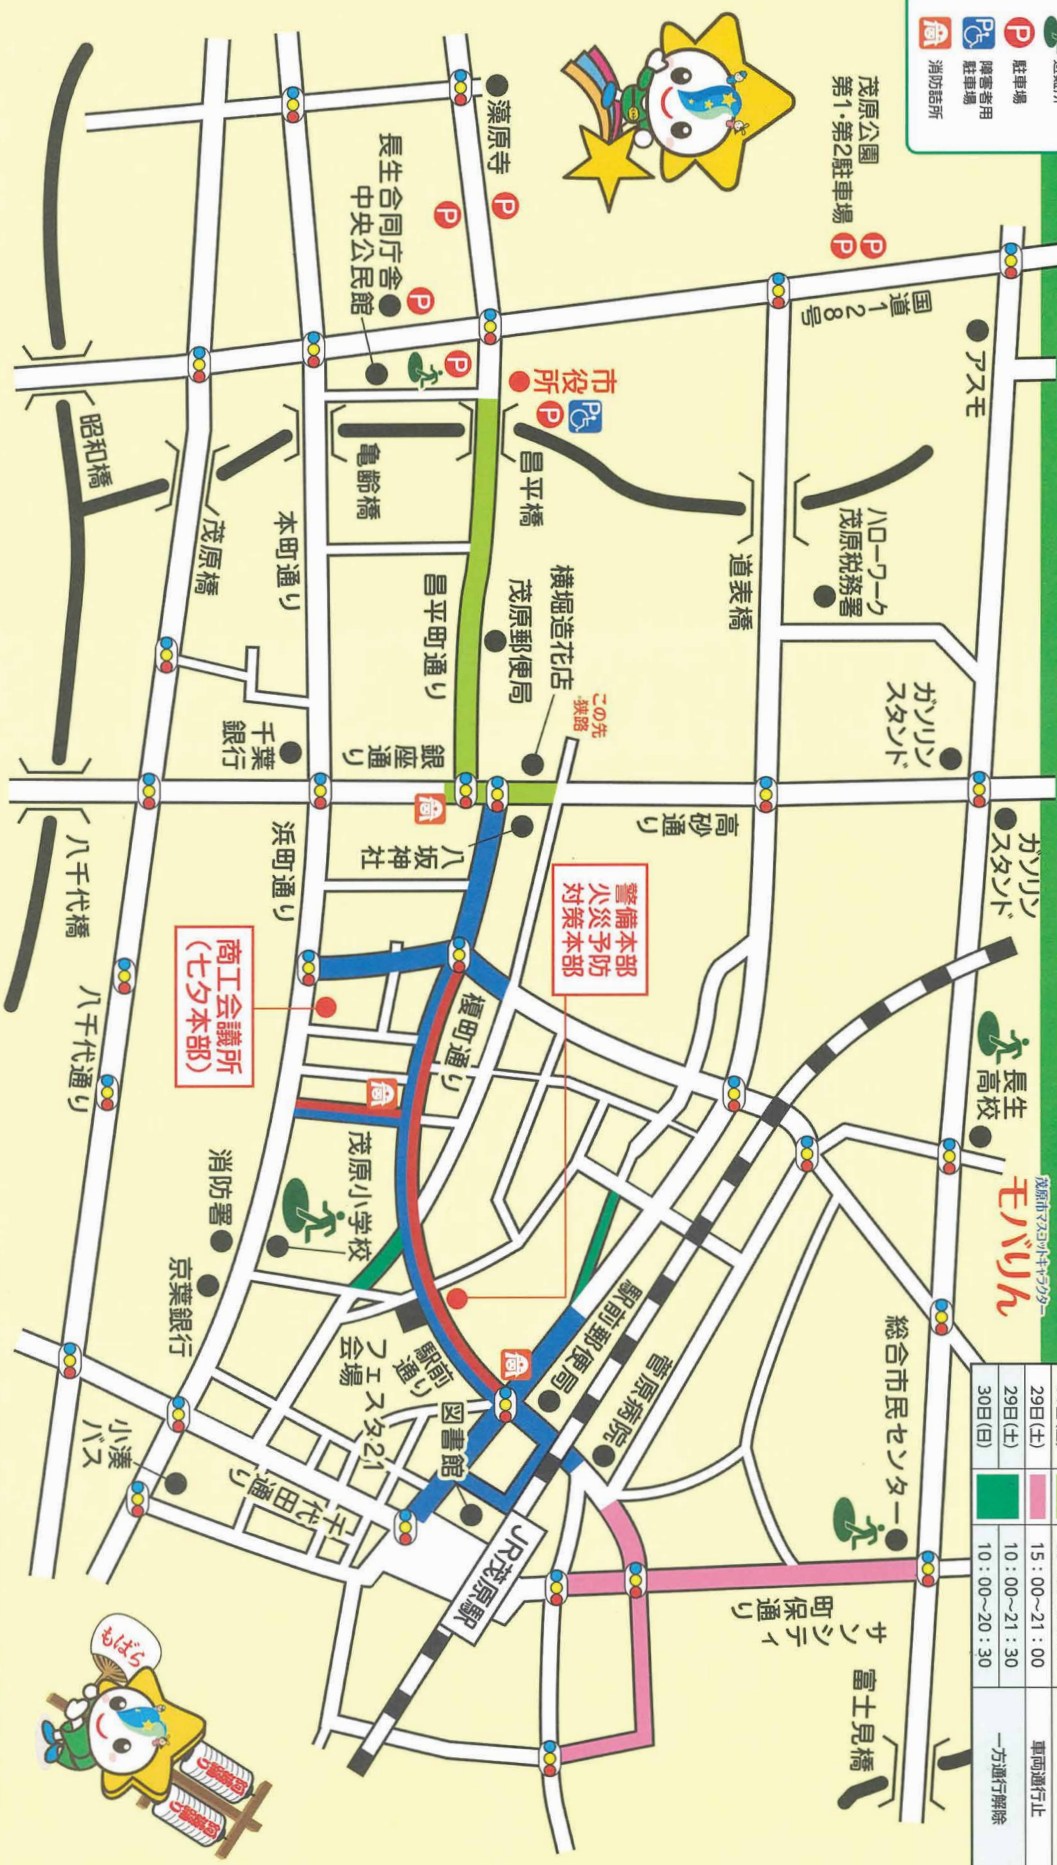 駐車場
障害者用
駐車場
消防詰所
茂原公園
第1・第2駐車場
藻原寺
長生合同庁舎
中央公民館
国道128号
アスモ
市役所
昌平橋
亀齢橋
昭和橋
茂原橋
本町通り
昌平町通り
茂原郵便局
横堀造花店
この先
狭路
道表橋
ハローワーク
茂原税務署
ガソリン
スタンド
ガソリン
スタンド
千葉
銀行
銀座通り
高砂通り
八坂神社
浜町通り
八千代橋
八千代通り
警備本部
火災予防
対策本部
商工会議所
(七夕本部)
榎町通り
長生
高校
茂原市マスコットキャラクター
モバりん
茂原小学校
消防署
京葉銀行
駅前通り
フェスタ21
会場
駅前郵便局
菅原病院
図書館
総合市民センター
小湊
バス
千代田通り
JR茂原駅
サンシティ
町保通り
富士見橋
29日(土)
15:00~21:00
車両通行止
29日(土)
10:00~21:30
30日(日)
10:00~20:30
一方通行解除
もばら